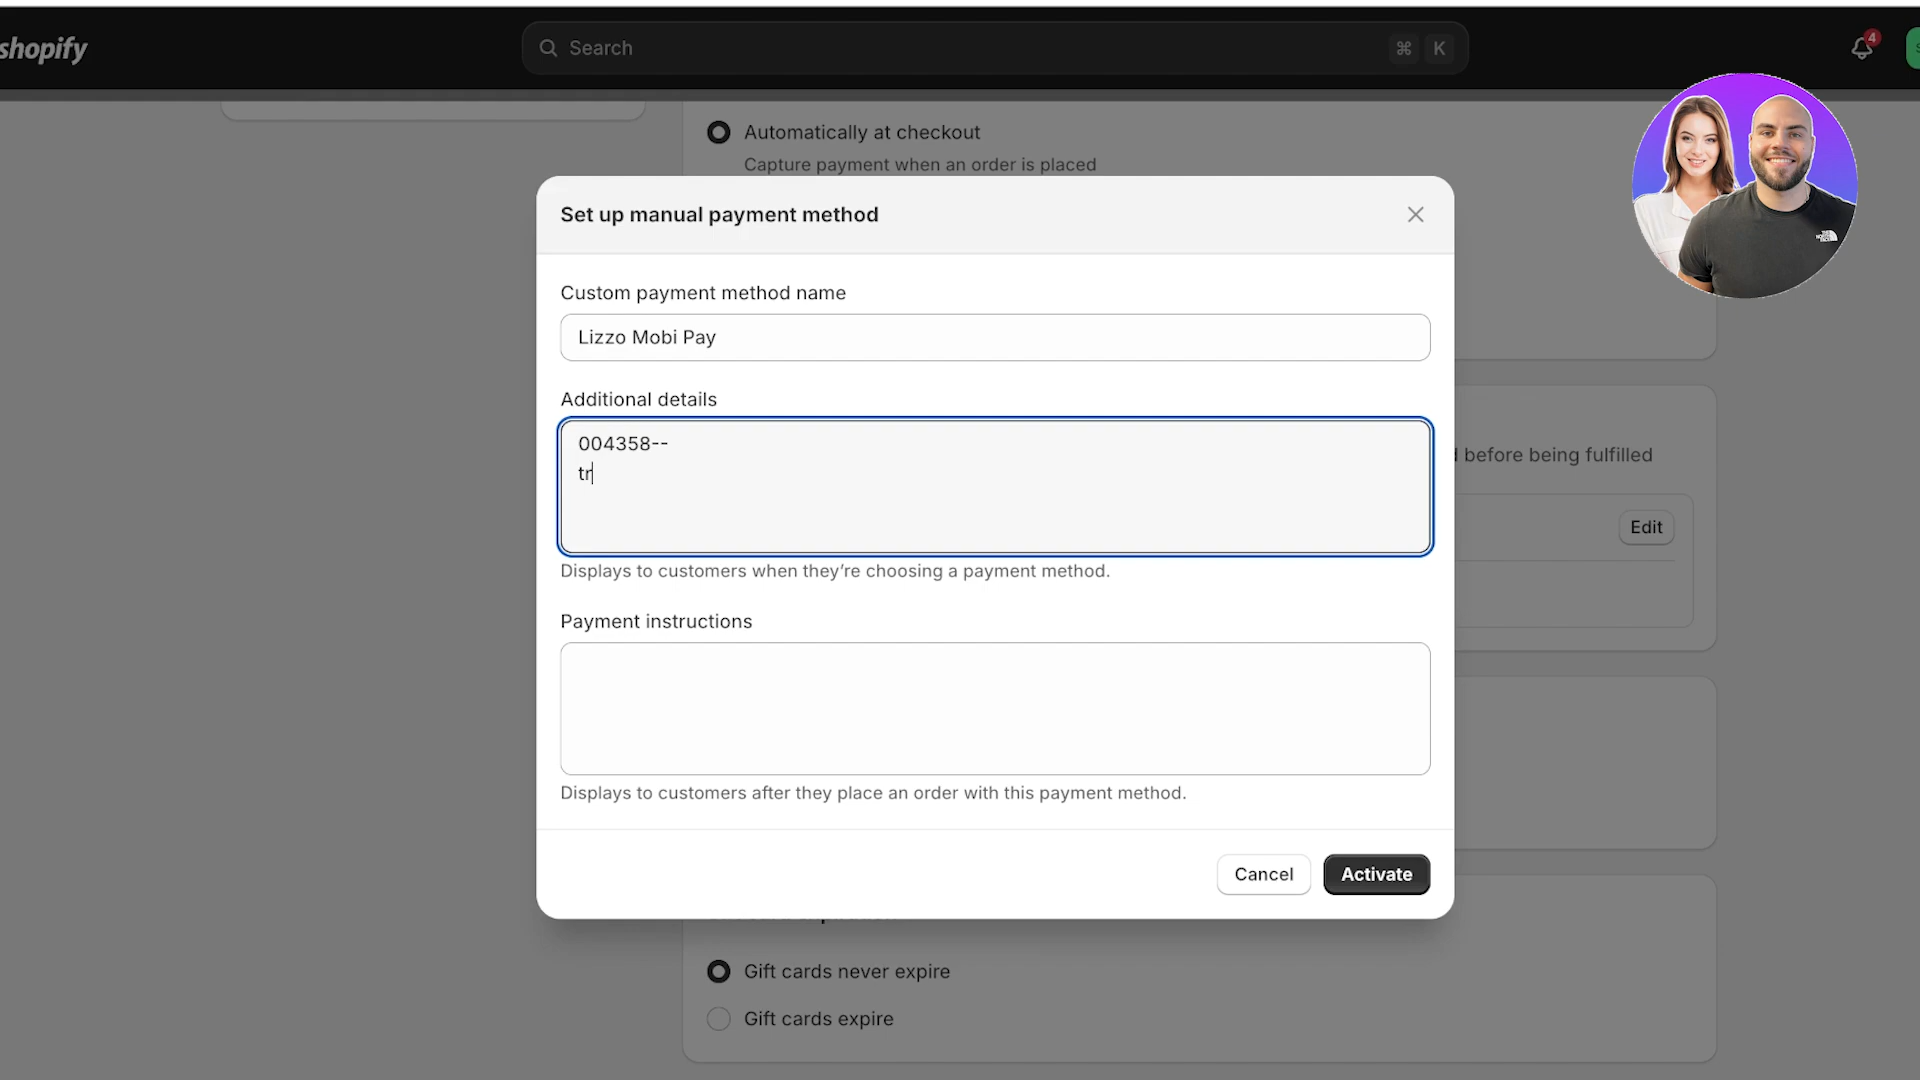 shopify
Search
⌘ K
4
Automatically at checkout
Capture payment when an order is placed
Set up manual payment method
Custom payment method name
Lizzo Mobi Pay
Additional details
004358--
tr
before being fulfilled
Edit
Displays to customers when they’re choosing a payment method.
Payment instructions
Displays to customers after they place an order with this payment method.
Cancel
Activate
Gift cards never expire
Gift cards expire